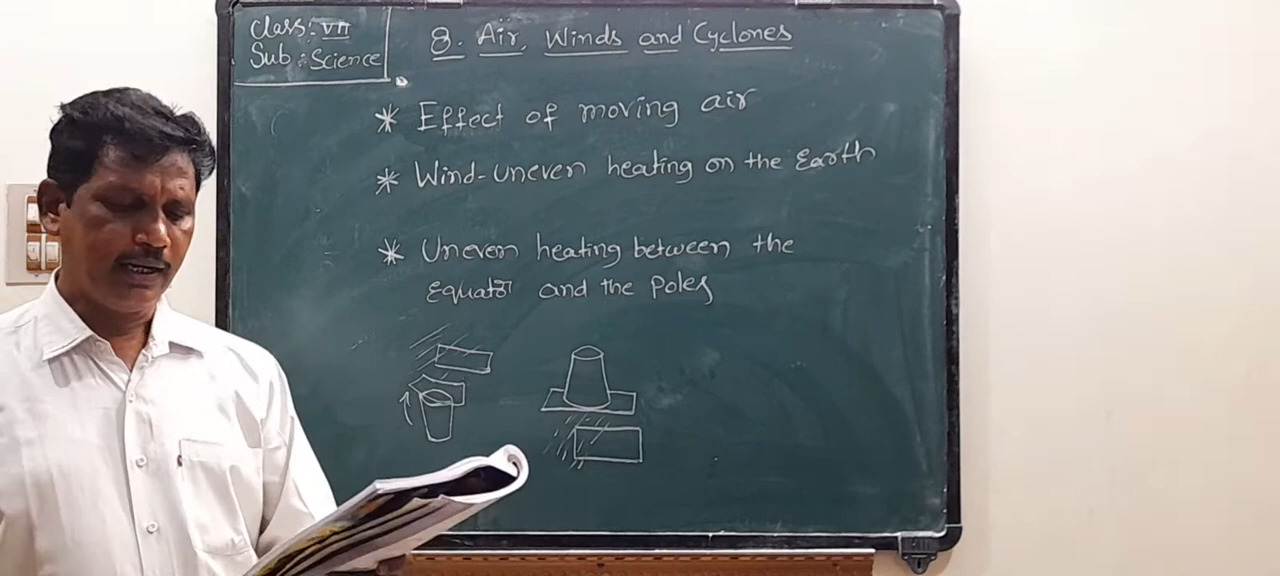 Class: VII
Sub: Science
8. Air, Winds and Cyclones
* Effect of moving air
* Wind-uneven heating on the Earth
* Uneven heating between the
Equator and the Poles